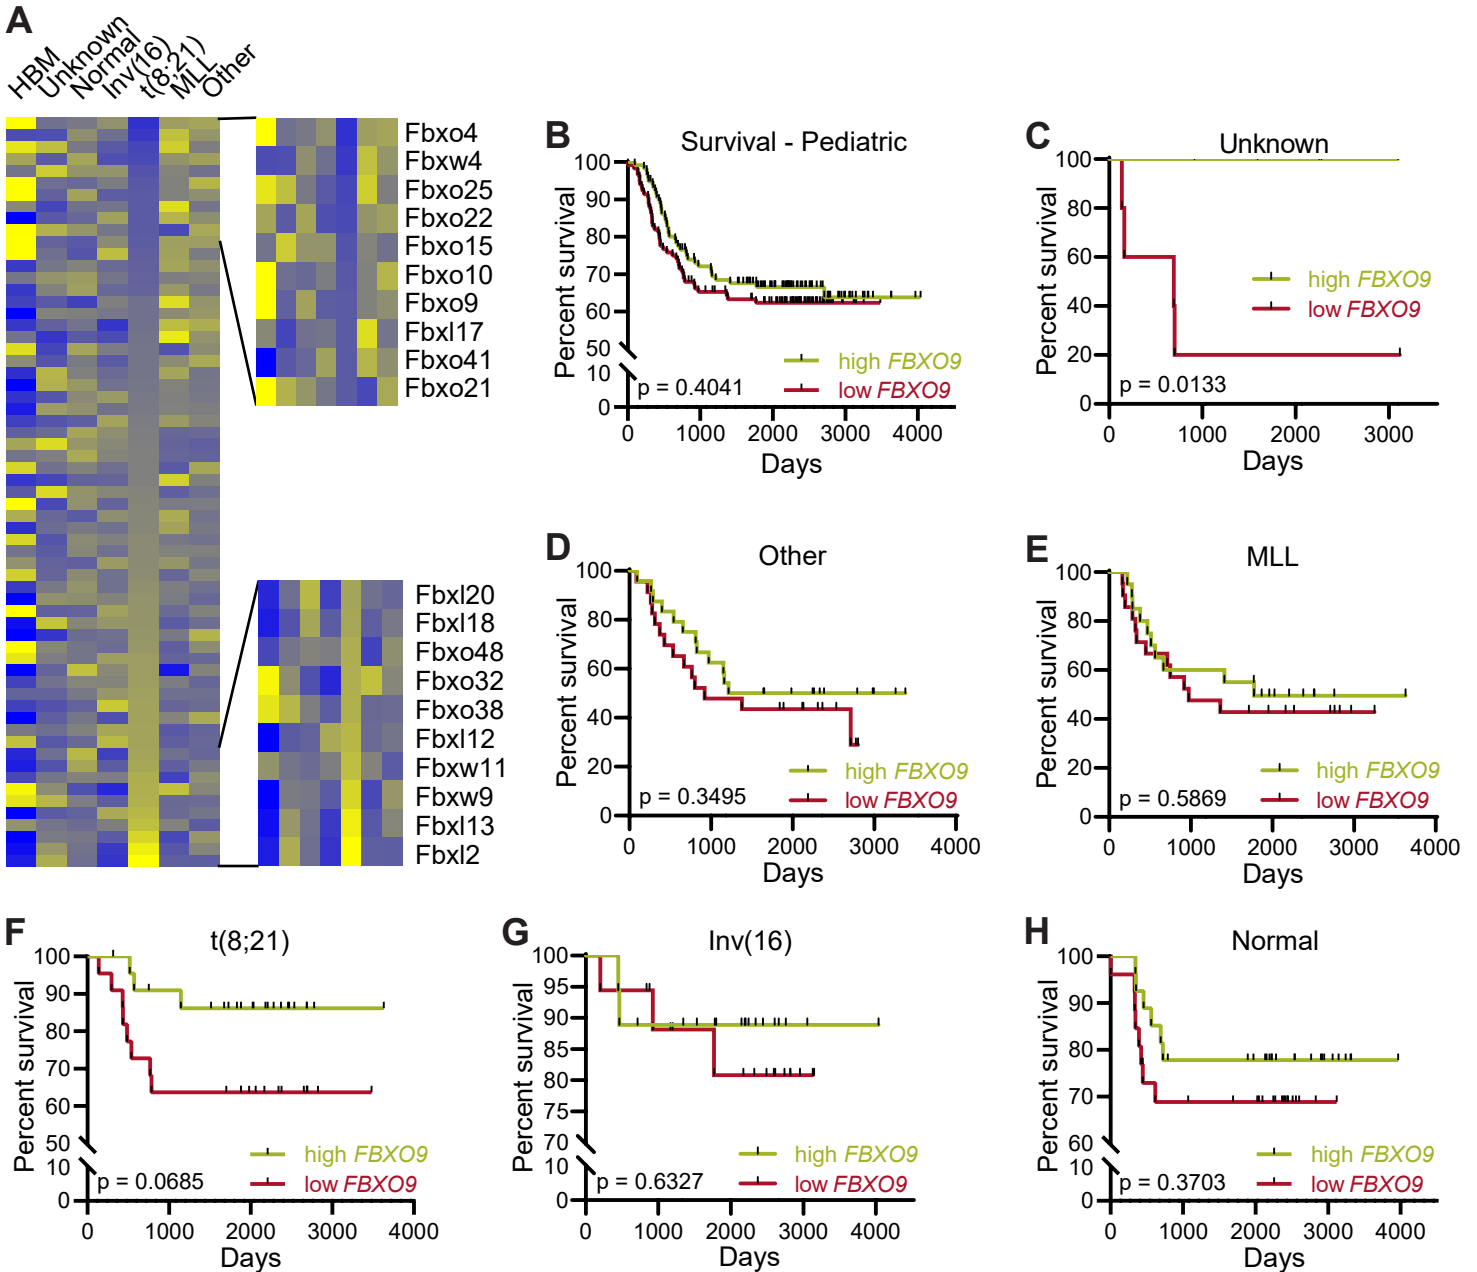 A
HBM
Unknown
Normal
Inv(16)
t(8;21)
MLL
Other
Fbxo4
Fbxw4
Fbxo25
Fbxo22
Fbxo15
Fbxo10
Fbxo9
Fbxl17
Fbxo41
Fbxo21
Fbxl20
Fbxl18
Fbxo48
Fbxo32
Fbxo38
Fbxl12
Fbxw11
Fbxw9
Fbxl13
Fbxl2
B
Survival - Pediatric
Percent survival
100
90
80
70
60
50
10
0
high FBXO9
low FBXO9
p = 0.4041
0 1000 2000 3000 4000
Days
C
Unknown
Percent survival
100
80
60
40
20
0
high FBXO9
low FBXO9
p = 0.0133
0 1000 2000 3000
Days
D
Other
Percent survival
100
80
60
40
20
0
high FBXO9
low FBXO9
p = 0.3495
0 1000 2000 3000 4000
Days
E
MLL
Percent survival
100
80
60
40
20
0
high FBXO9
low FBXO9
p = 0.5869
0 1000 2000 3000 4000
Days
F
t(8;21)
Percent survival
100
90
80
70
60
50
10
0
high FBXO9
low FBXO9
p = 0.0685
0 1000 2000 3000 4000
Days
G
Inv(16)
Percent survival
100
95
90
85
80
75
70
10
0
high FBXO9
low FBXO9
p = 0.6327
0 1000 2000 3000 4000
Days
H
Normal
Percent survival
100
90
80
70
60
10
0
high FBXO9
low FBXO9
p = 0.3703
0 1000 2000 3000 4000
Days